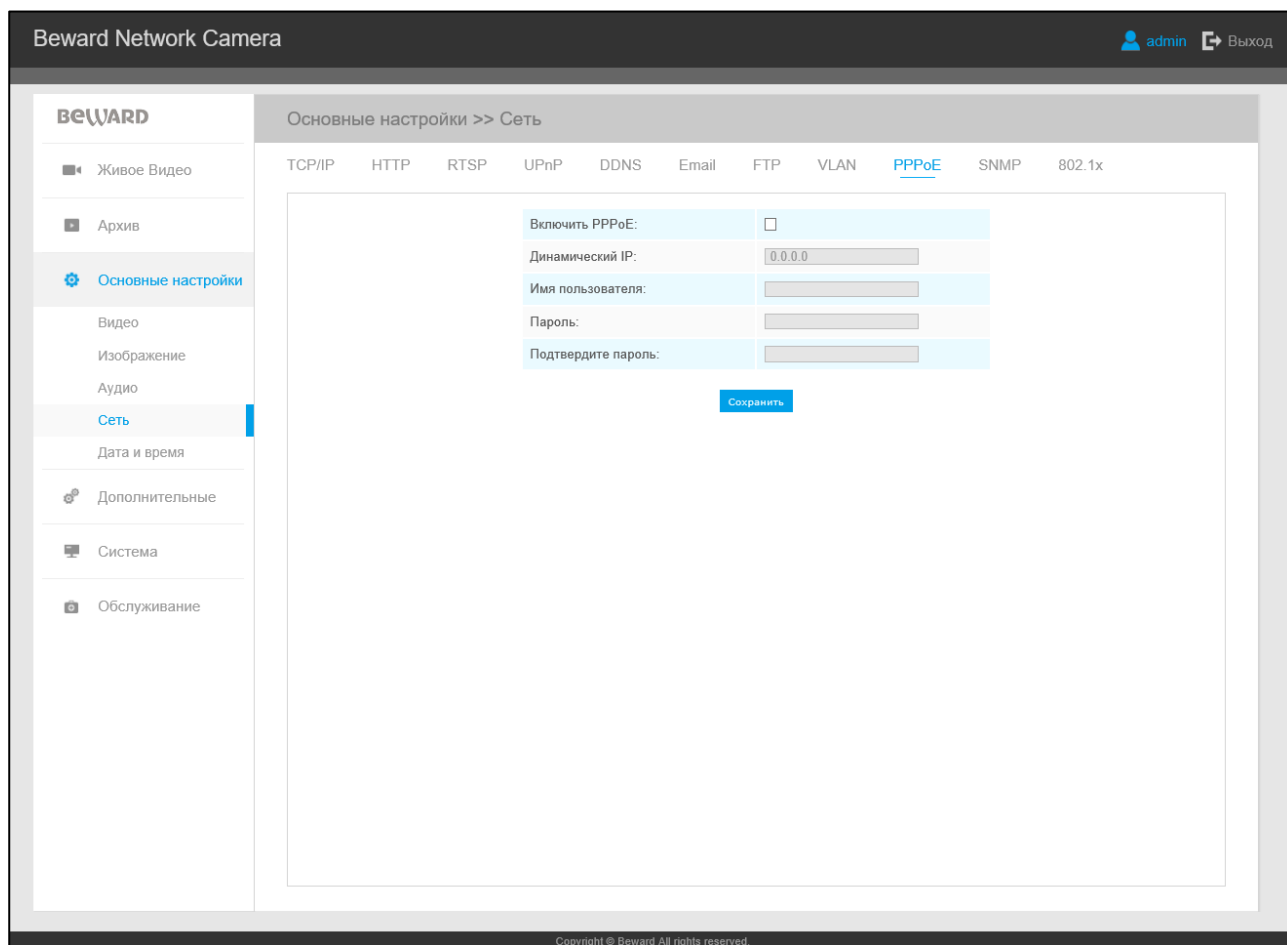 Beward Network Camera
admin Выход
BEWARD
Основные настройки >> Сеть
TCP/IP HTTP RTSP UPnP DDNS Email FTP VLAN PPPoE SNMP 802.1x
Живое Видео
Архив
Основные настройки
Видео
Изображение
Аудио
Сеть
Дата и время
Дополнительные
Система
Обслуживание
Включить PPPoE:
Динамический IP: 0.0.0.0
Имя пользователя:
Пароль:
Подтвердите пароль:
Сохранить
Copyright © Beward All rights reserved.